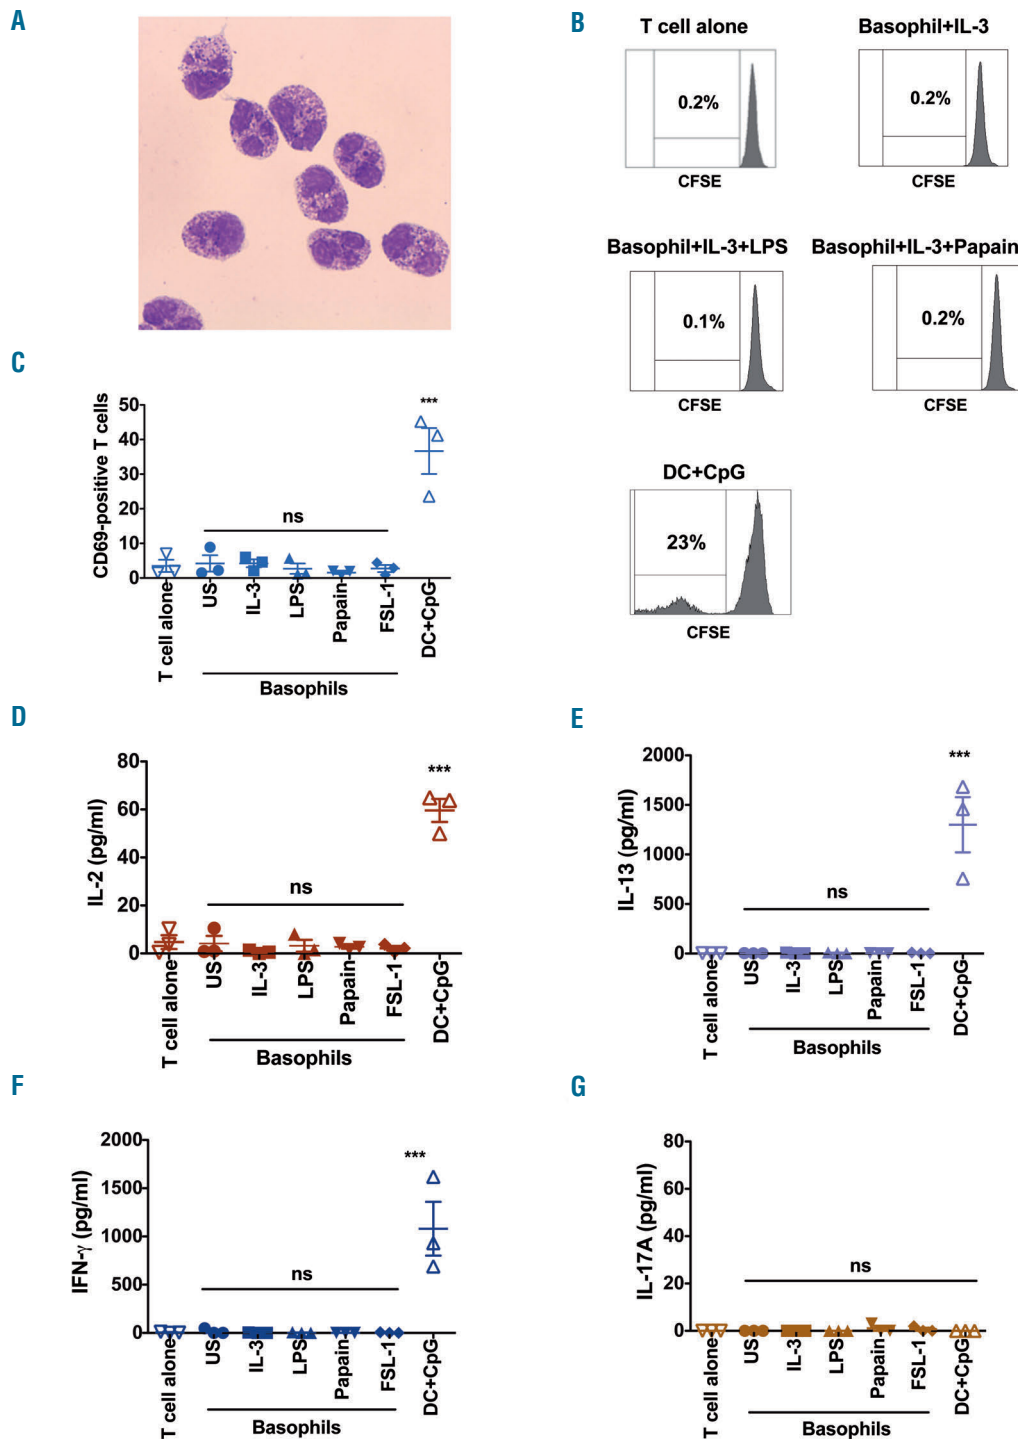 A
B
T cell alone
Basophil+IL-3
0.2%
0.2%
CFSE
CFSE
Basophil+IL-3+LPS
Basophil+IL-3+Papain
0.1%
0.2%
CFSE
CFSE
DC+CpG
23%
CFSE
C
CD69-positive T cells
50
40
30
20
10
0
***
ns
T cell alone
US
IL-3
LPS
Papain
FSL-1
DC+CpG
Basophils
D
IL-2 (pg/ml)
80
60
40
20
0
***
ns
T cell alone
US
IL-3
LPS
Papain
FSL-1
DC+CpG
Basophils
E
IL-13 (pg/ml)
2000
1500
1000
500
0
***
ns
T cell alone
US
IL-3
LPS
Papain
FSL-1
DC+CpG
Basophils
F
IFN-γ (pg/ml)
2000
1500
1000
500
0
***
ns
T cell alone
US
IL-3
LPS
Papain
FSL-1
DC+CpG
Basophils
G
IL-17A (pg/ml)
80
60
40
20
0
ns
T cell alone
US
IL-3
LPS
Papain
FSL-1
DC+CpG
Basophils